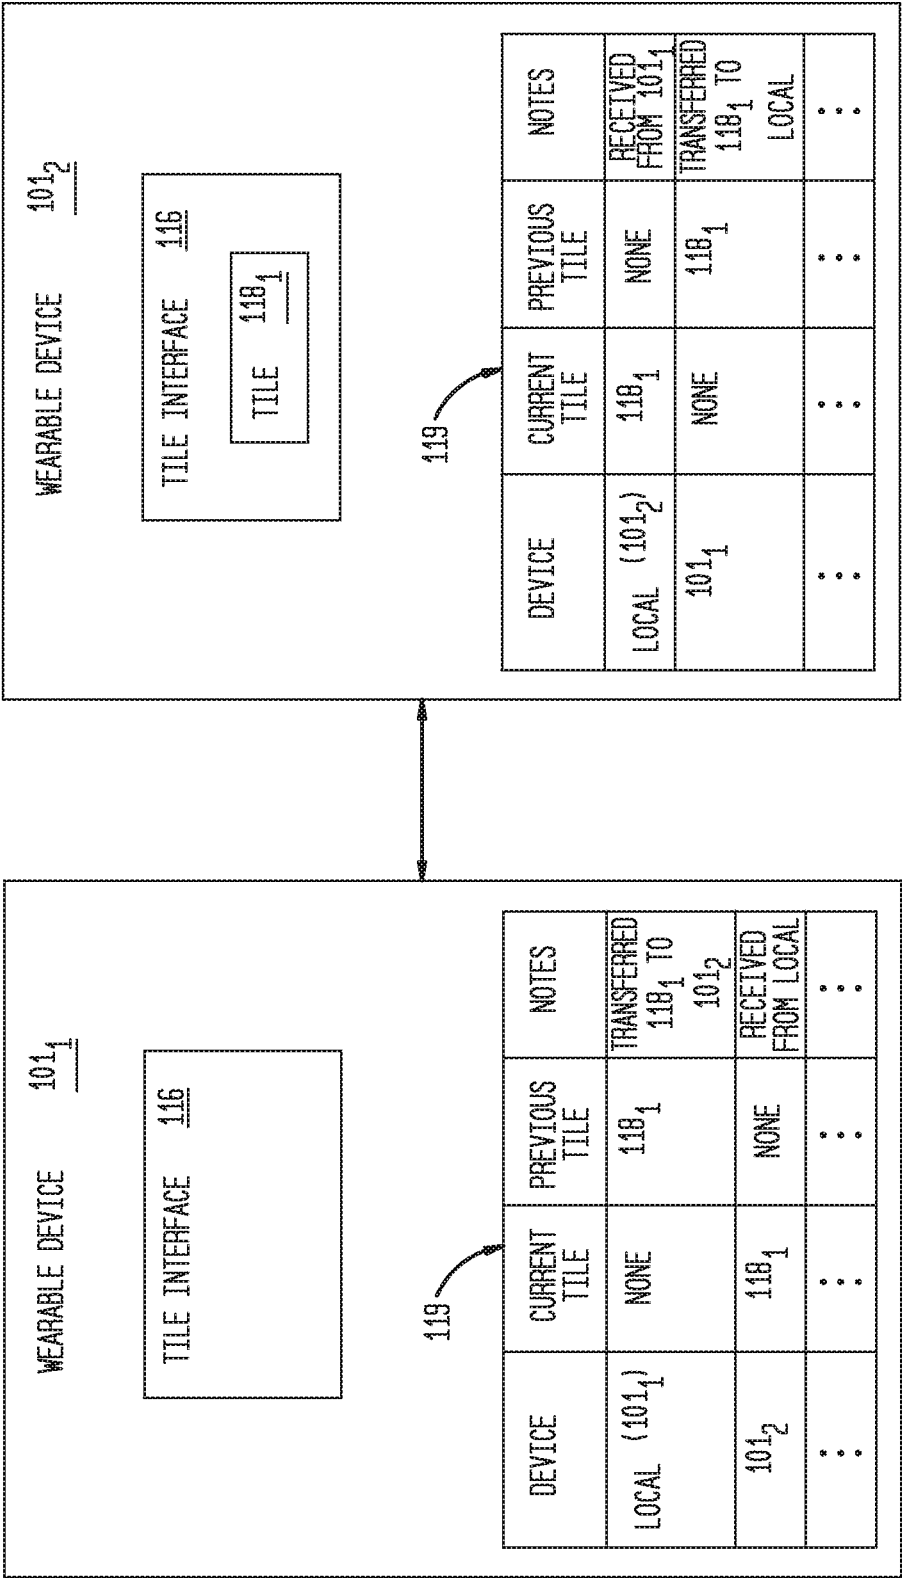 WEARABLE DEVICE 101₁
TILE INTERFACE 116
119
DEVICE CURRENT TILE PREVIOUS TILE NOTES
LOCAL (101₁) NONE 118₁ TRANSFERRED 118₁ TO 101₂
101₂ 118₁ NONE RECEIVED FROM LOCAL
... ... ... ...
WEARABLE DEVICE 101₂
TILE INTERFACE 116
TILE 118₁
119
DEVICE CURRENT TILE PREVIOUS TILE NOTES
LOCAL (101₂) 118₁ NONE RECEIVED FROM 101₁
101₁ NONE 118₁ TRANSFERRED 118₁ TO LOCAL
... ... ... ...